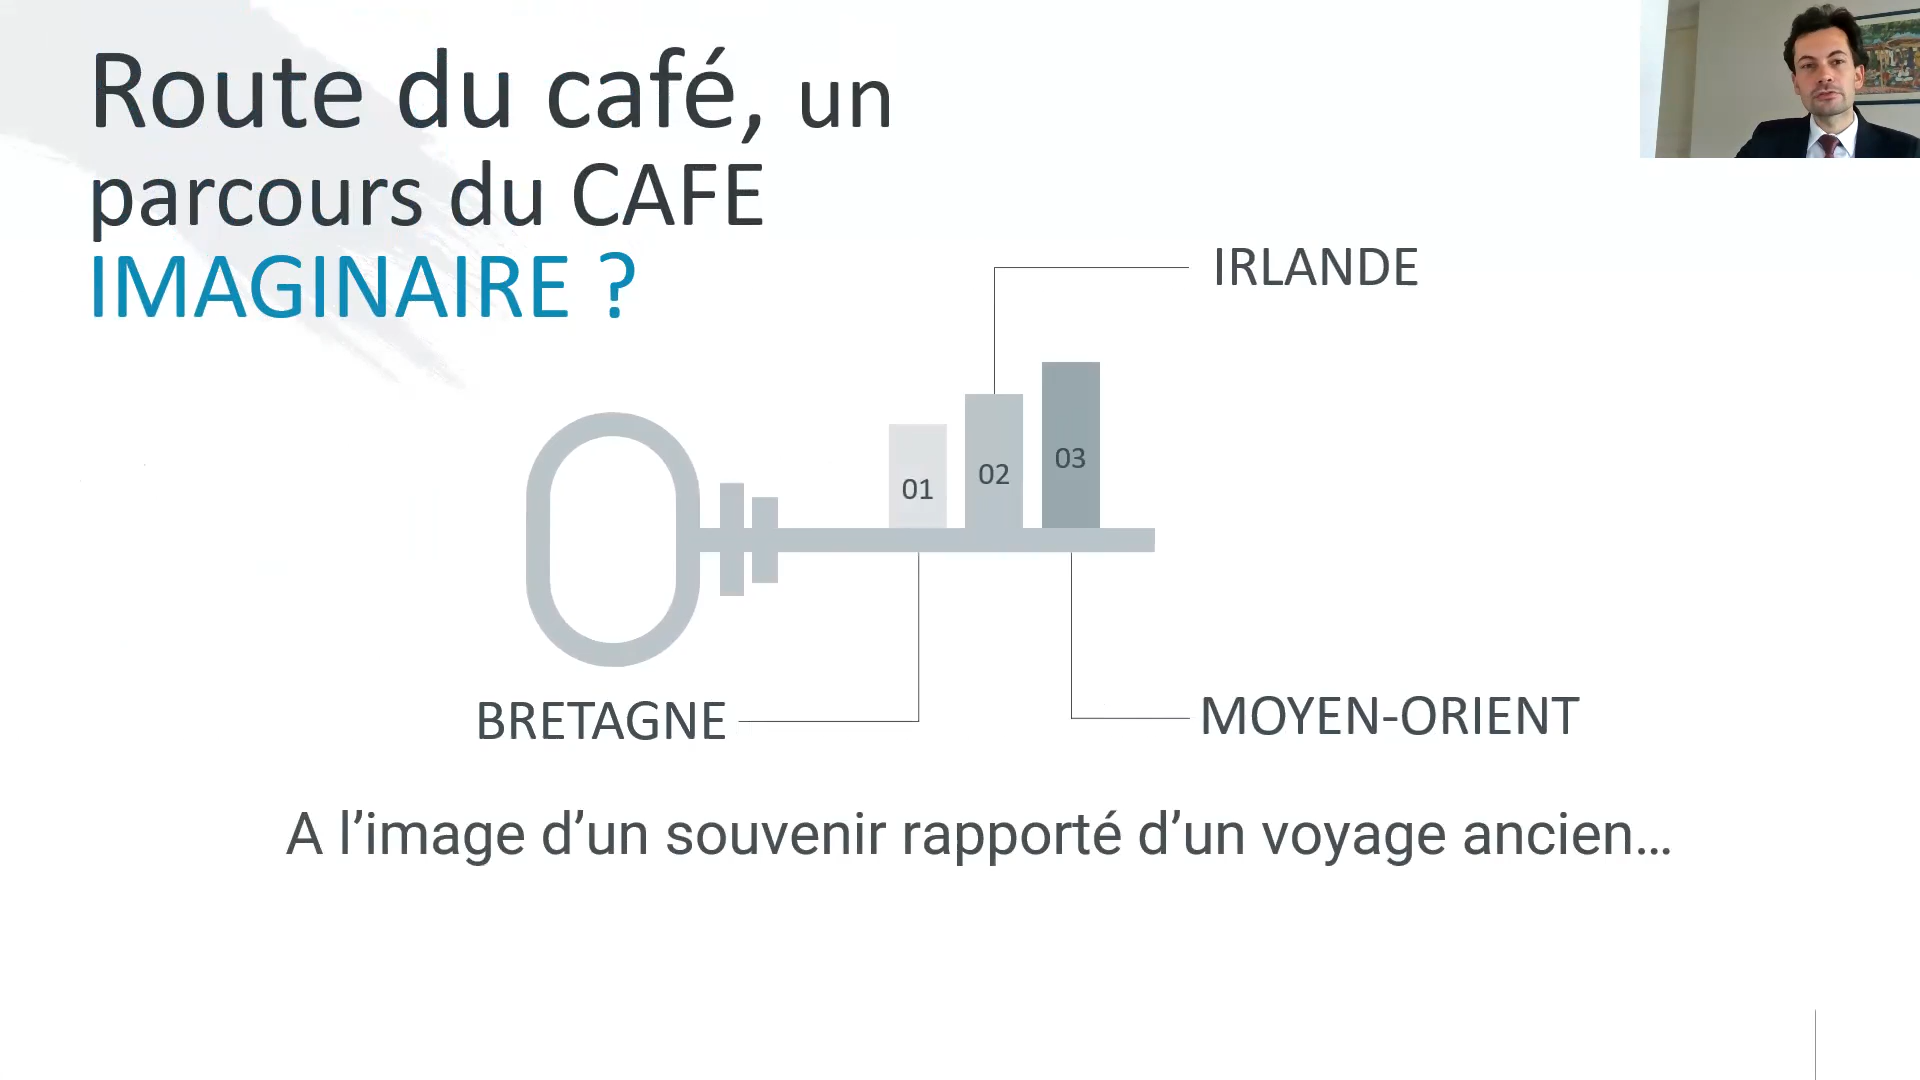 Route du café, un
parcours du CAFE
IMAGINAIRE ?
IRLANDE
01
02
03
BRETAGNE
MOYEN-ORIENT
A l’image d’un souvenir rapporté d’un voyage ancien…